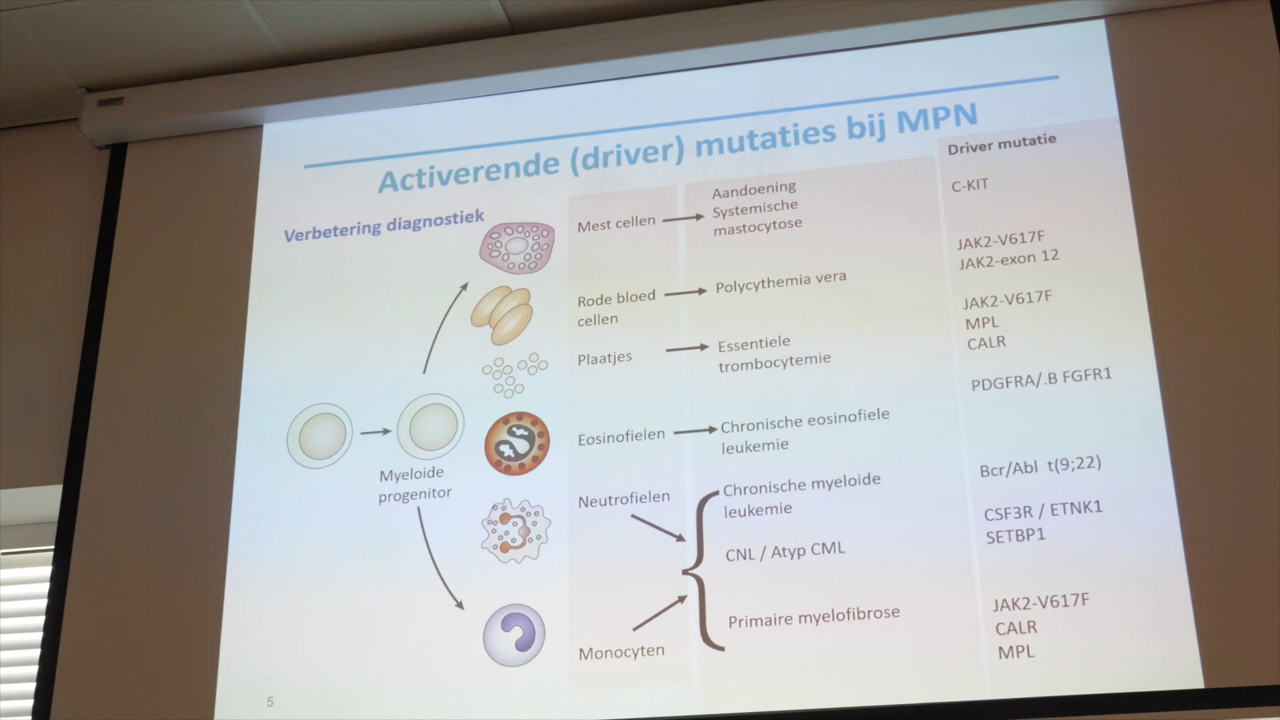 Activerende (driver) mutaties bij MPN
Verbetering diagnostiek
Driver mutatie
Mest cellen
Aandoening
Systemische
mastocytose
C-KIT
Rode bloed
cellen
Polycythemia vera
JAK2-V617F
JAK2-exon 12
Plaatjes
Essentiele
trombocytemie
JAK2-V617F
MPL
CALR
Eosinofielen
Chronische eosinofiele
leukemie
PDGFRA/.B FGFR1
Myeloide
progenitor
Neutrofielen
Chronische myeloide
leukemie
Bcr/Abl t(9;22)
CNL / Atyp CML
CSF3R / ETNK1
SETBP1
Monocyten
Primaire myelofibrose
JAK2-V617F
CALR
MPL
5